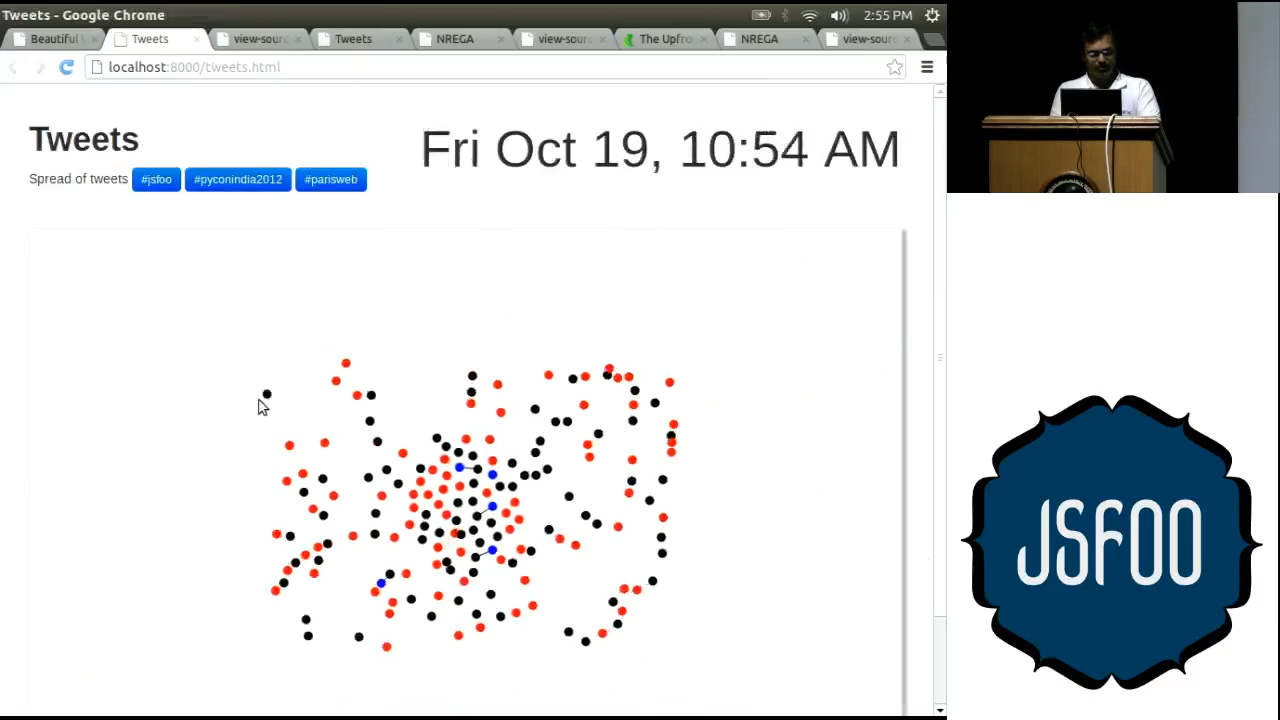 Tweets - Google Chrome
2:55 PM
Beautiful
Tweets
view-sourc
Tweets
NREGA
view-sourc
The Upfro
NREGA
view-sourc
localhost:8000/tweets.html
Tweets
Fri Oct 19, 10:54 AM
Spread of tweets #jsfoo #pyconindia2012 #parisweb
JSFOO